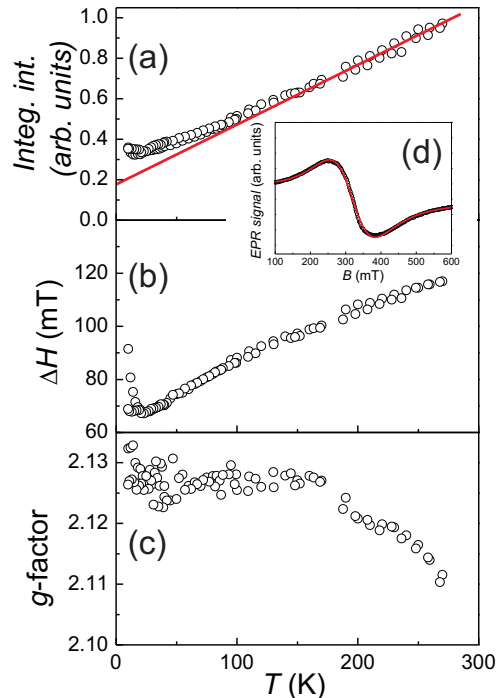 1.0
0.8
0.6
0.4
0.2
0.0
Integ. int.
(arb. units)
(a)
(d)
EPR signal (arb. units)
100 200 300 400 500 600
B (mT)
120
100
80
60
ΔH (mT)
(b)
2.13
2.12
2.11
2.10
g-factor
(c)
0 100 200 300
T (K)